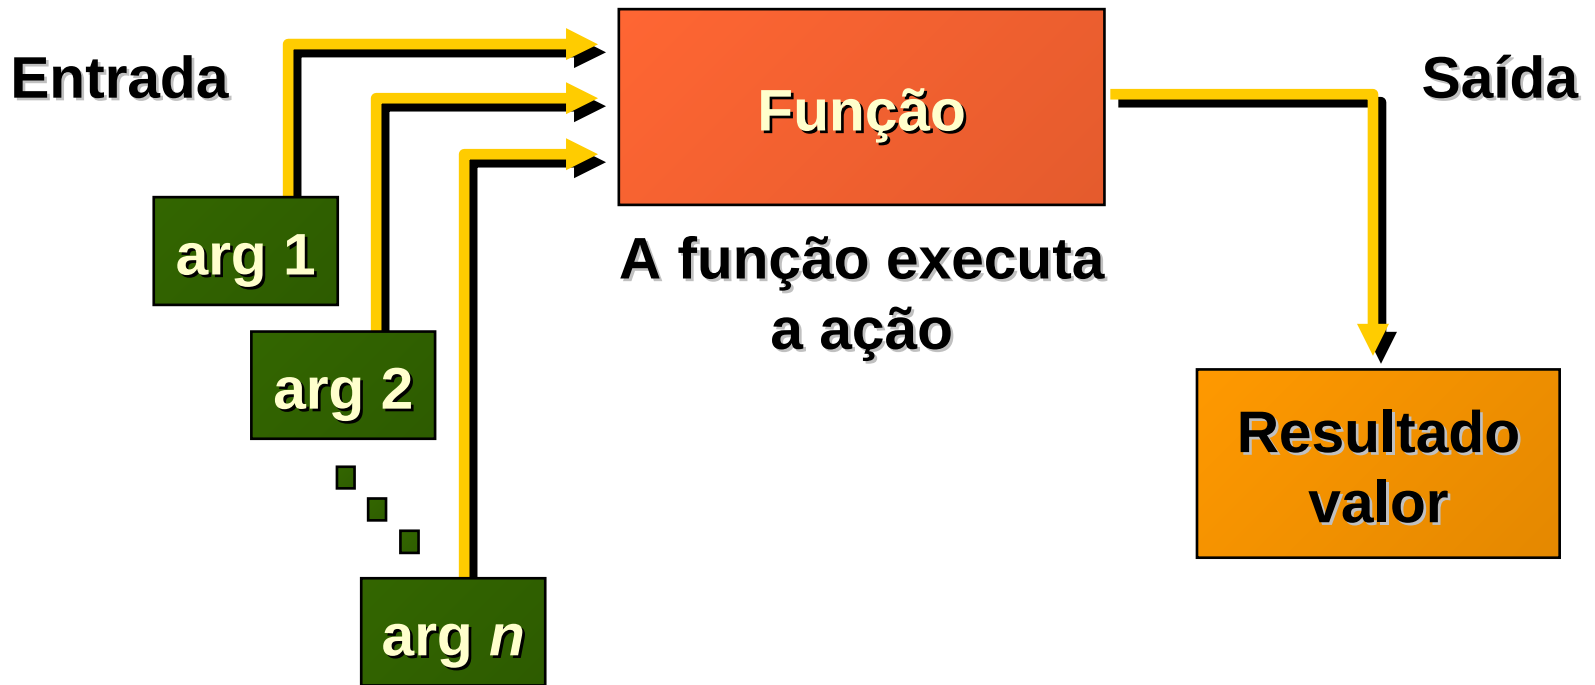 Entrada
Função
Saída
A função executa
a ação
arg 1
arg 2
arg n
Resultado
valor